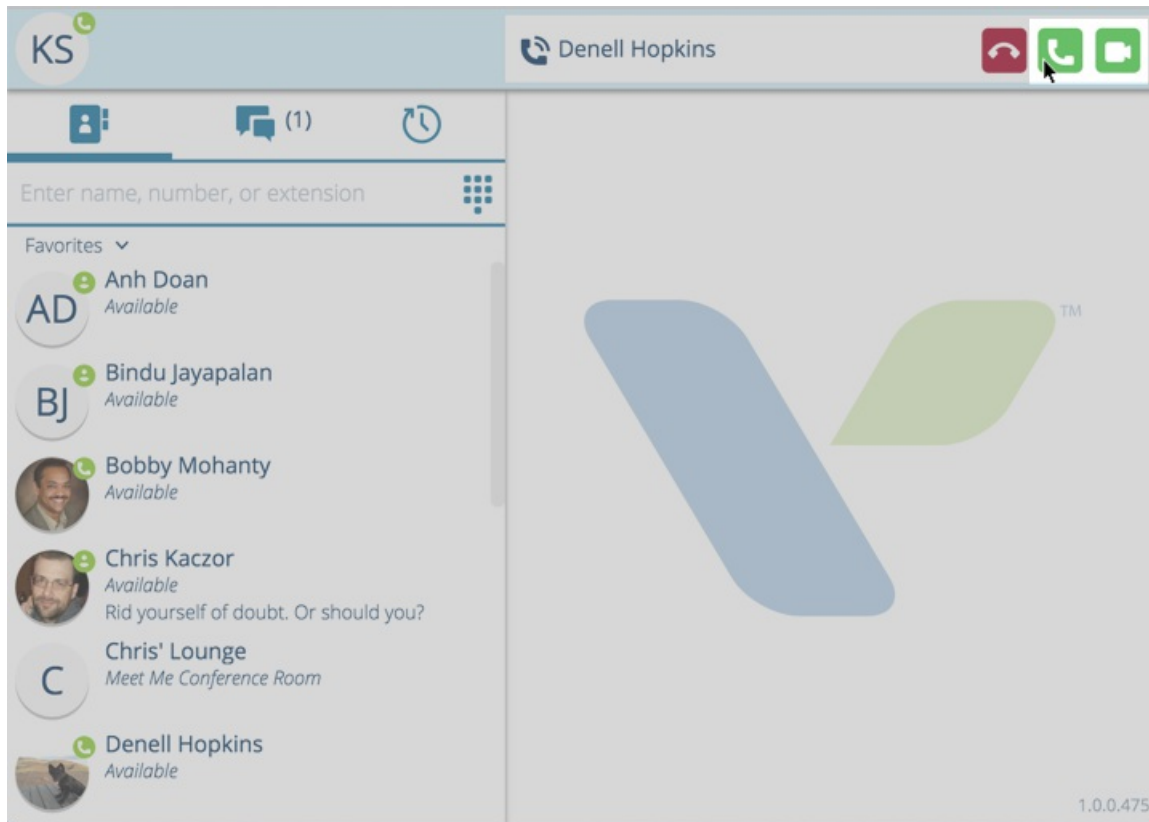 KS
Denell Hopkins
(1)
Enter name, number, or extension
Favorites
AD
Anh Doan
Available
BJ
Bindu Jayapalan
Available
Bobby Mohanty
Available
Chris Kaczor
Available
Rid yourself of doubt. Or should you?
C
Chris' Lounge
Meet Me Conference Room
Denell Hopkins
Available
TM
1.0.0.475